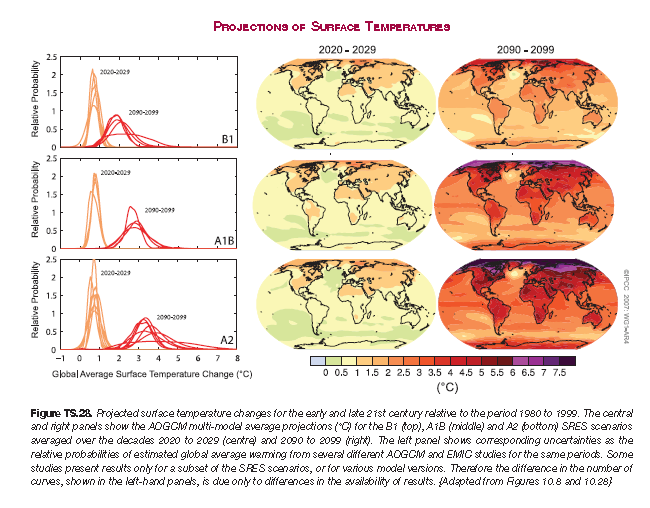 PROJECTIONS OF SURFACE TEMPERATURES
2020 - 2029
2090 - 2099
2.5
2
1.5
1
0.5
0
Relative Probability
2020-2029
2090-2099
B1
2.5
2
1.5
1
0.5
0
Relative Probability
2020-2029
2090-2099
A1B
2.5
2
1.5
1
0.5
0
Relative Probability
2020-2029
2090-2099
A2
−1 0 1 2 3 4 5 6 7 8
Global Average Surface Temperature Change (°C)
0 0.5 1 1.5 2 2.5 3 3.5 4 4.5 5 5.5 6 6.5 7 7.5
(°C)
©IPCC 2007: WG1-AR4
Figure TS.28. Projected surface temperature changes for the early and late 21st century relative to the period 1980 to 1999. The central
and right panels show the AOGCM multi-model average projections (°C) for the B1 (top), A1B (middle) and A2 (bottom) SRES scenarios
averaged over the decades 2020 to 2029 (centre) and 2090 to 2099 (right). The left panel shows corresponding uncertainties as the
relative probabilities of estimated global average warming from several different AOGCM and EMIC studies for the same periods. Some
studies present results only for a subset of the SRES scenarios, or for various model versions. Therefore the difference in the number of
curves, shown in the left-hand panels, is due only to differences in the availability of results. {Adapted from Figures 10.8 and 10.28}